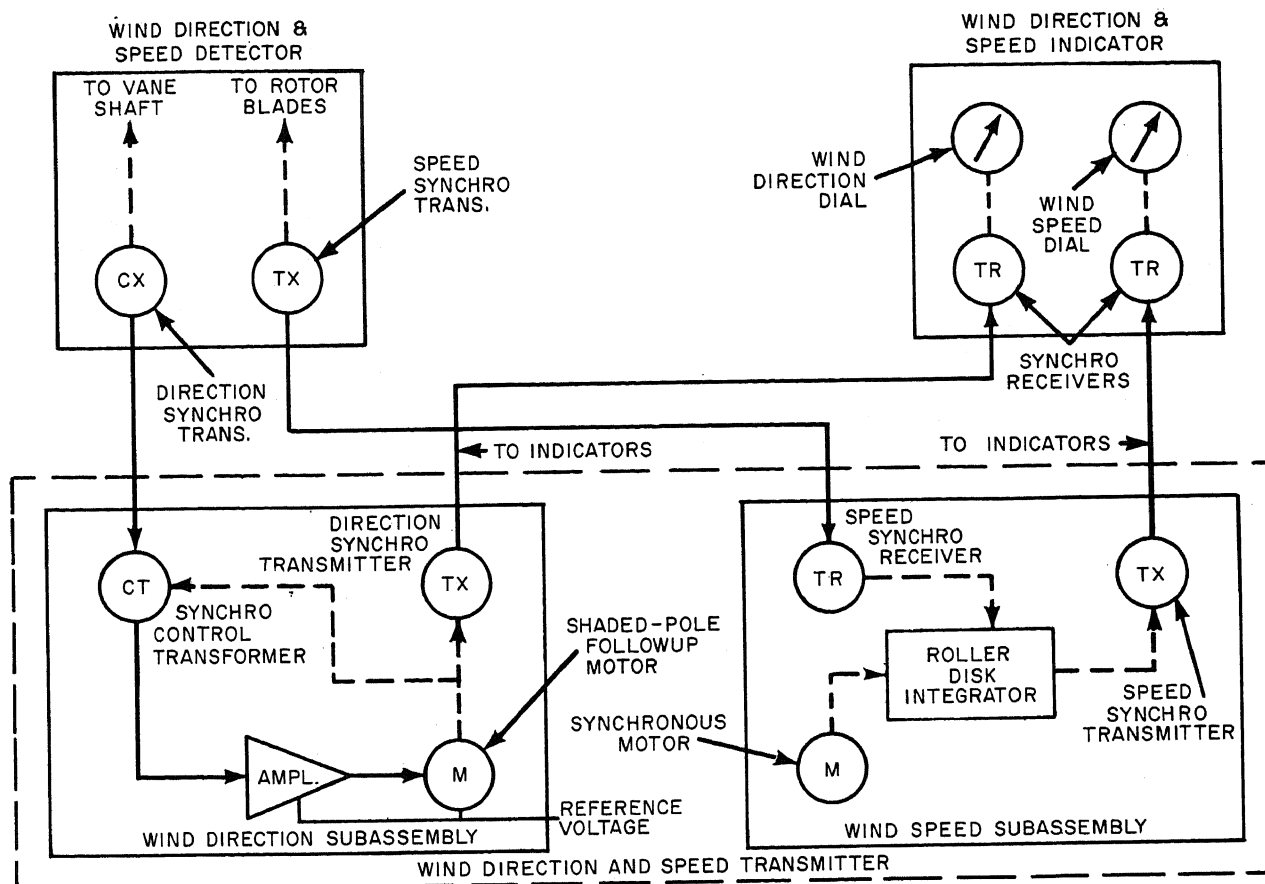 WIND DIRECTION &
SPEED DETECTOR
TO VANE
SHAFT
TO ROTOR
BLADES
SPEED
SYNCHRO
TRANS.
CX
TX
DIRECTION
SYNCHRO
TRANS.
WIND DIRECTION &
SPEED INDICATOR
WIND
DIRECTION
DIAL
WIND
SPEED
DIAL
TR
TR
SYNCHRO
RECEIVERS
TO INDICATORS
TO INDICATORS
DIRECTION
SYNCHRO
TRANSMITTER
CT
TX
SYNCHRO
CONTROL
TRANSFORMER
SHADED-POLE
FOLLOWUP
MOTOR
AMPL.
M
REFERENCE
VOLTAGE
WIND DIRECTION SUBASSEMBLY
SPEED
SYNCHRO
RECEIVER
TR
TX
ROLLER
DISK
INTEGRATOR
SYNCHRONOUS
MOTOR
M
SPEED
SYNCHRO
TRANSMITTER
WIND SPEED SUBASSEMBLY
WIND DIRECTION AND SPEED TRANSMITTER